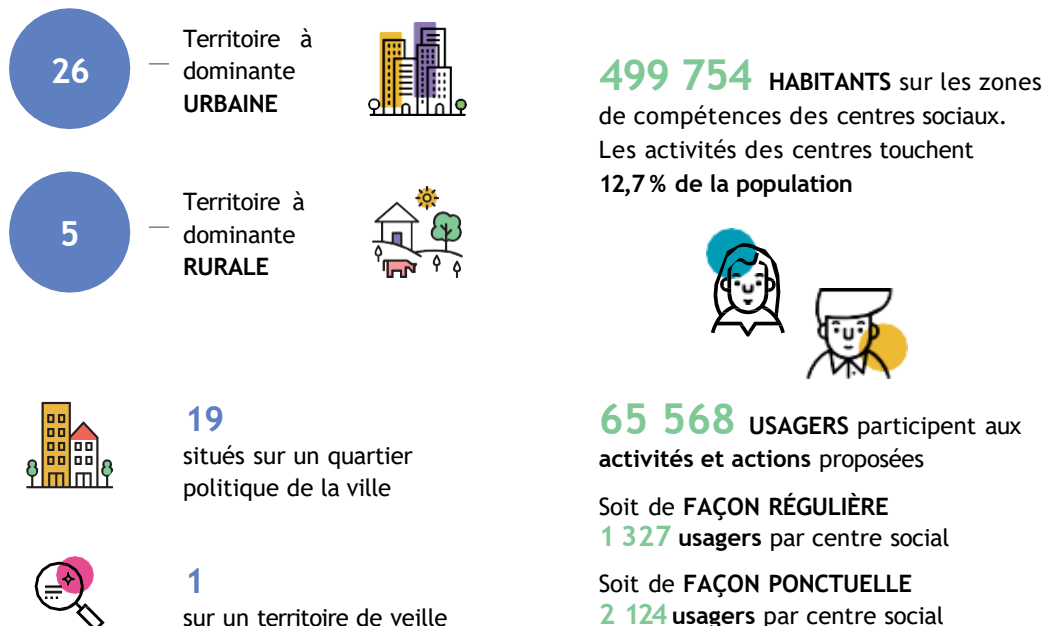 26
Territoire à
dominante
URBAINE
5
Territoire à
dominante
RURALE
19
situés sur un quartier
politique de la ville
1
sur un territoire de veille
499 754 HABITANTS sur les zones
de compétences des centres sociaux.
Les activités des centres touchent
12,7 % de la population
65 568 USAGERS participent aux
activités et actions proposées
Soit de FAÇON RÉGULIÈRE
1 327 usagers par centre social
Soit de FAÇON PONCTUELLE
2 124 usagers par centre social